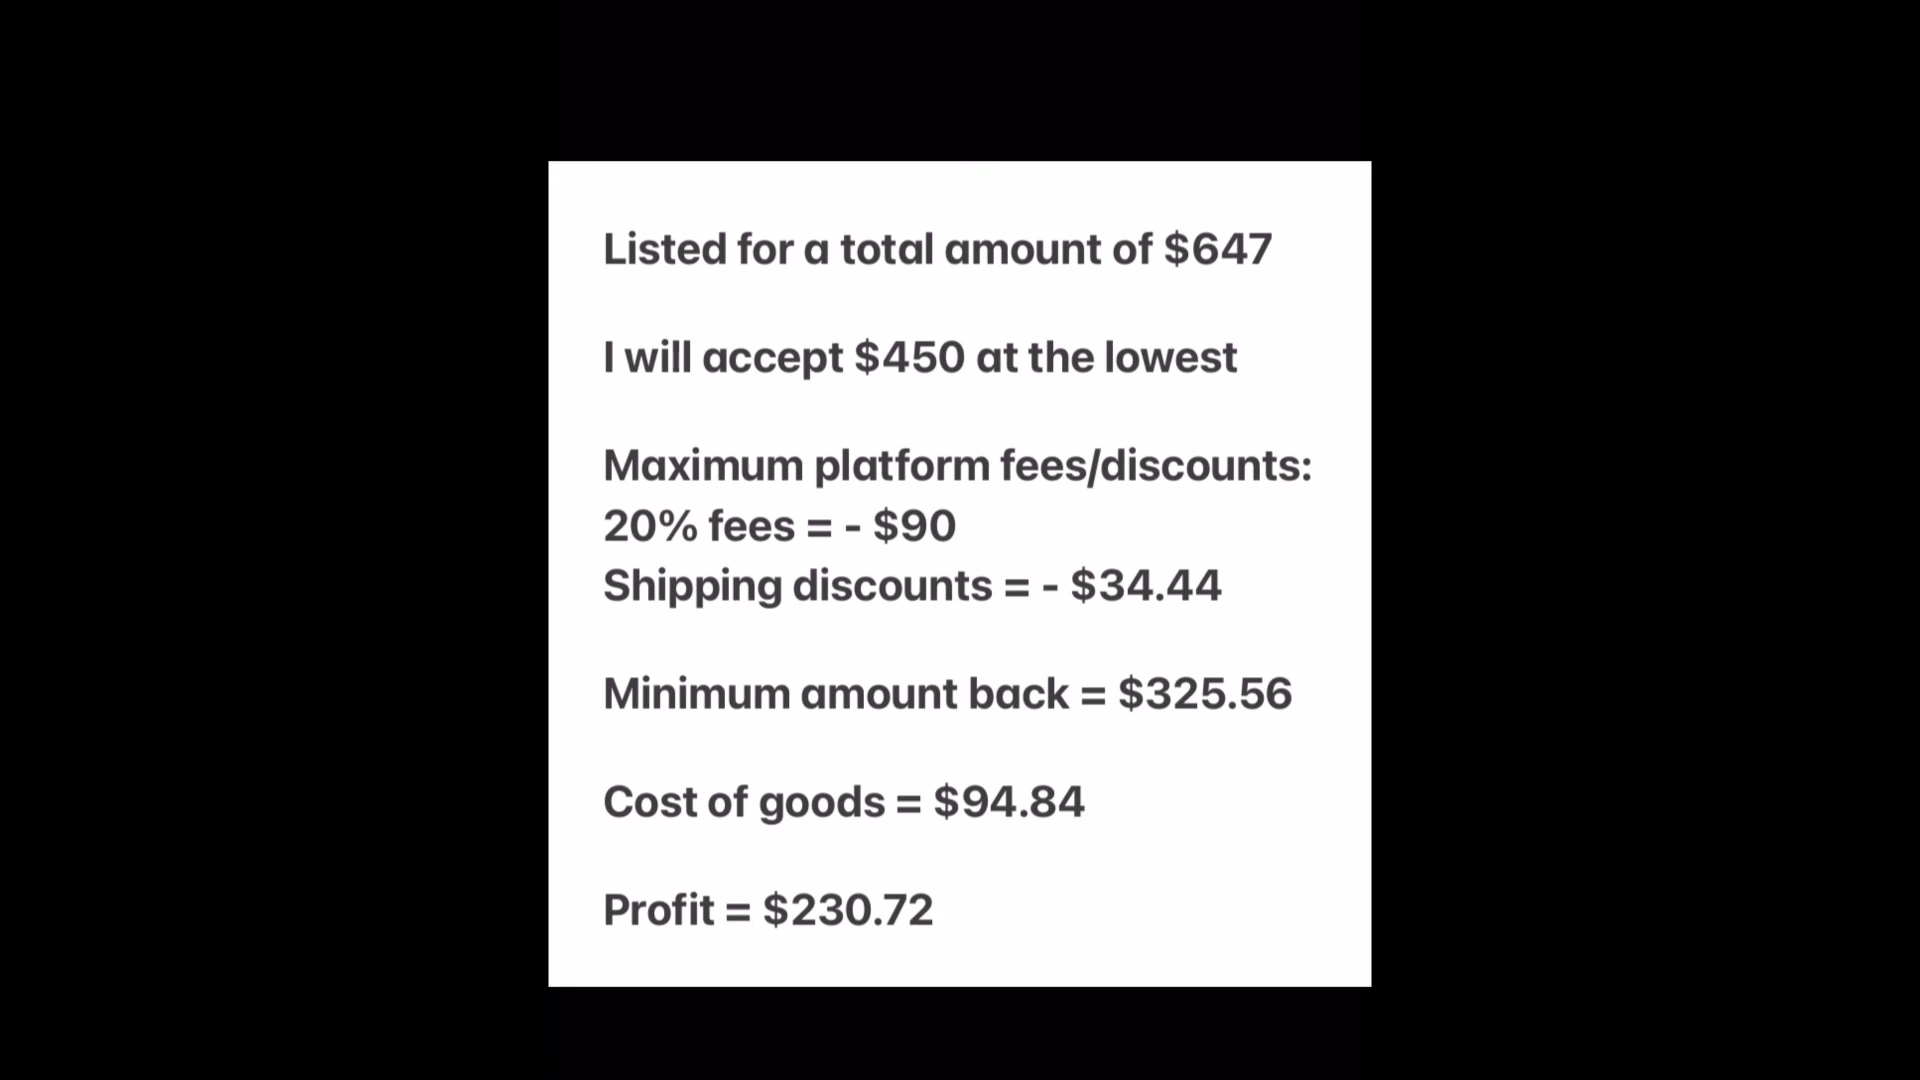 Listed for a total amount of $647
I will accept $450 at the lowest
Maximum platform fees/discounts:
20% fees = - $90
Shipping discounts = - $34.44
Minimum amount back = $325.56
Cost of goods = $94.84
Profit = $230.72